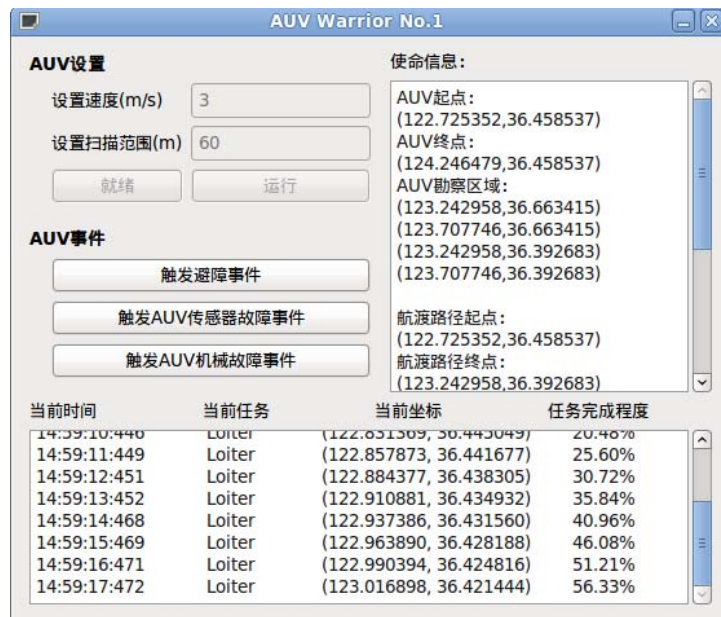 AUV Warrior No.1
AUV设置
设置速度(m/s) 3
设置扫描范围(m) 60
就绪 运行
AUV事件
触发避障事件
触发AUV传感器故障事件
触发AUV机械故障事件
使命信息:
AUV起点:
(122.725352,36.458537)
AUV终点:
(124.246479,36.458537)
AUV勘察区域:
(123.242958,36.663415)
(123.707746,36.663415)
(123.242958,36.392683)
(123.707746,36.392683)
航渡路径起点:
(122.725352,36.458537)
航渡路径终点:
(123.242958,36.392683)
当前时间 当前任务 当前坐标 任务完成程度
14:59:10:446 Loiter (122.831369, 36.445049) 20.48%
14:59:11:449 Loiter (122.857873, 36.441677) 25.60%
14:59:12:451 Loiter (122.884377, 36.438305) 30.72%
14:59:13:452 Loiter (122.910881, 36.434932) 35.84%
14:59:14:468 Loiter (122.937386, 36.431560) 40.96%
14:59:15:469 Loiter (122.963890, 36.428188) 46.08%
14:59:16:471 Loiter (122.990394, 36.424816) 51.21%
14:59:17:472 Loiter (123.016898, 36.421444) 56.33%